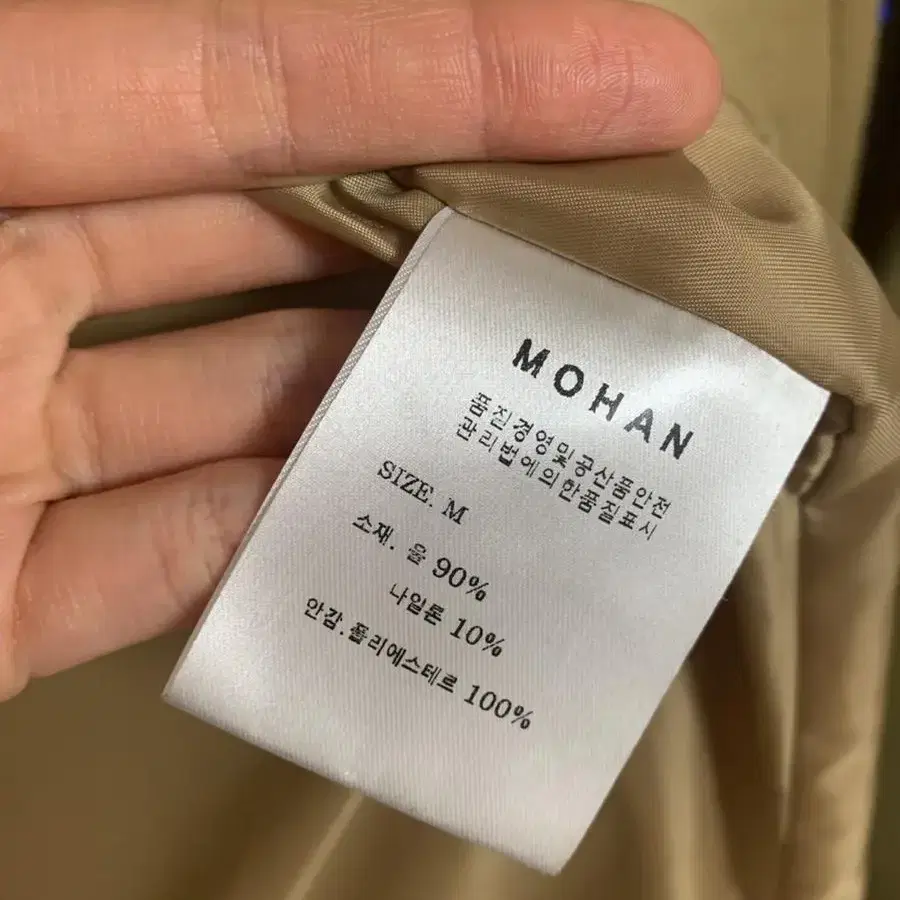 MOHAN
품진경영및공산품안전
관리법에의한품질표시
SIZE. M
소재. 울 90%
나일론 10%
안감.폴리에스테르 100%